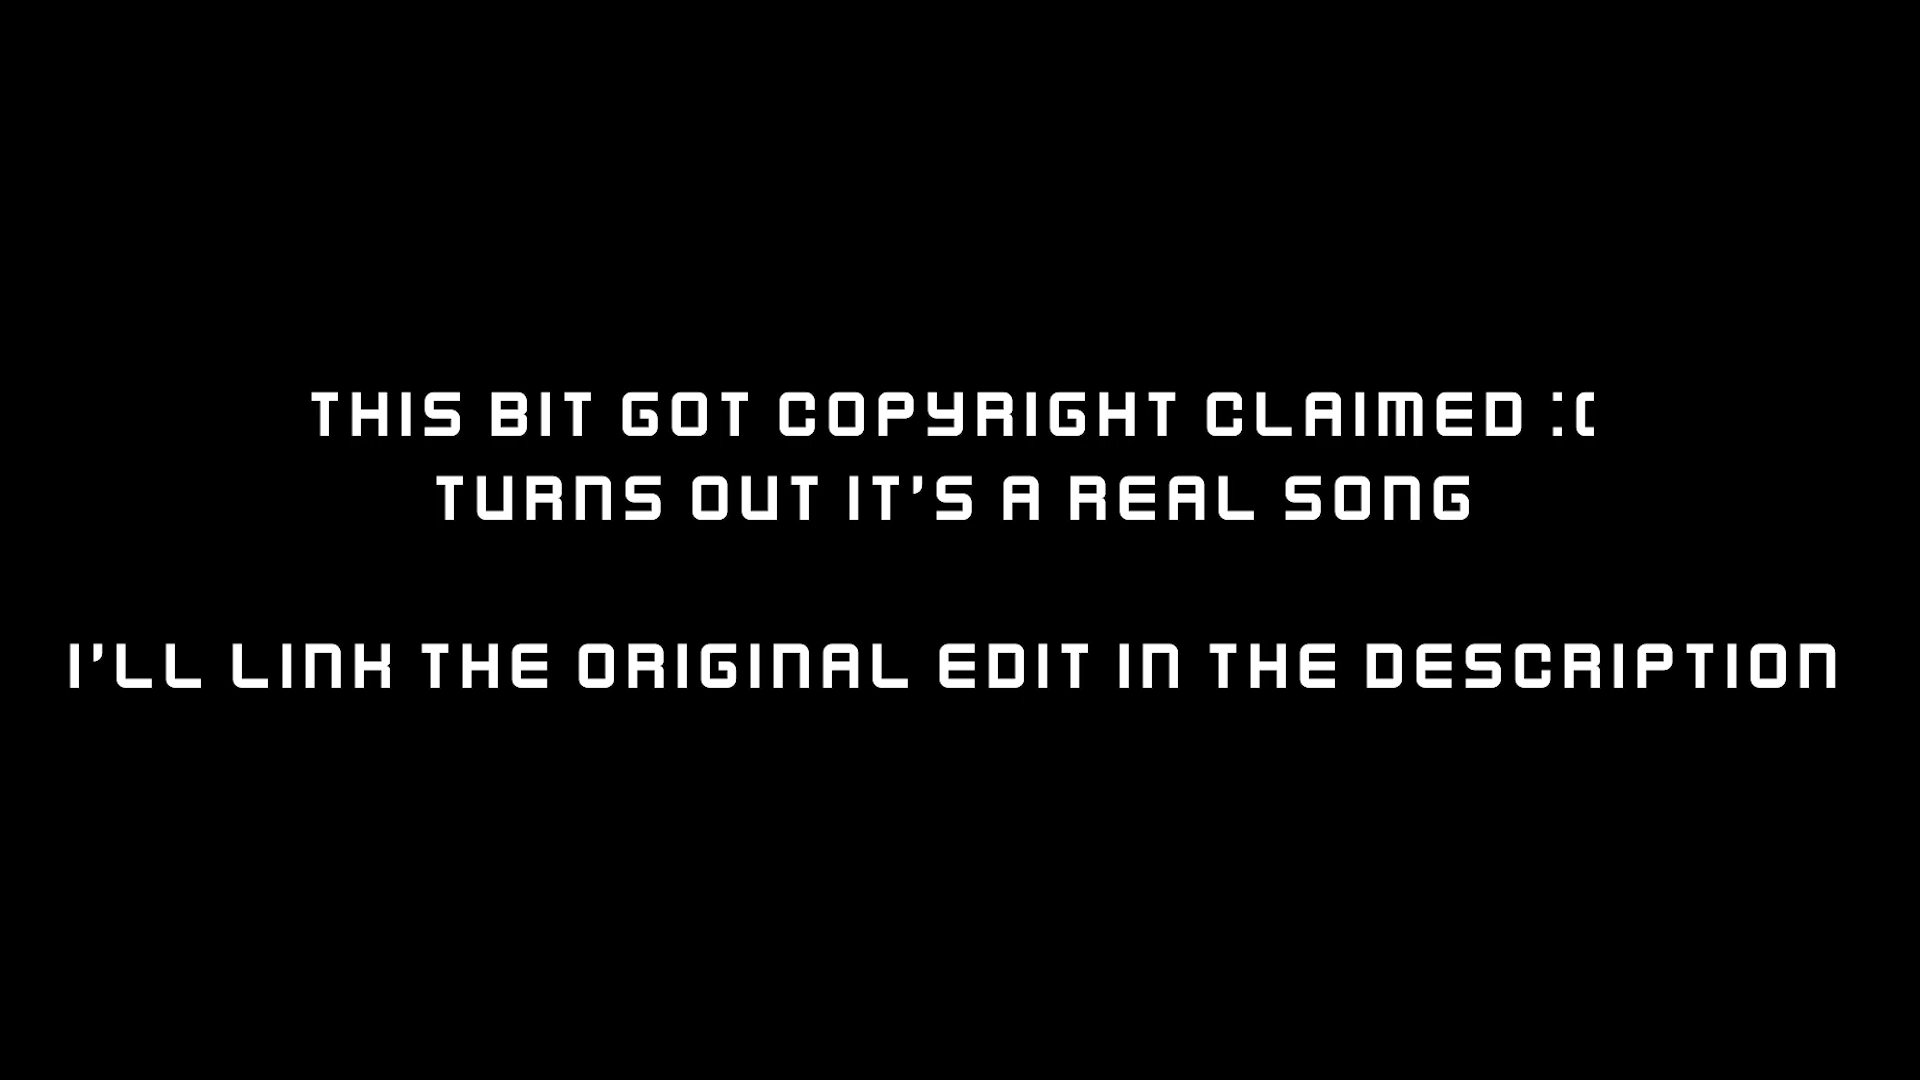 THIS BIT GOT COPYRIGHT CLAIMED :(
TURNS OUT IT'S A REAL SONG
I'LL LINK THE ORIGINAL EDIT IN THE DESCRIPTION